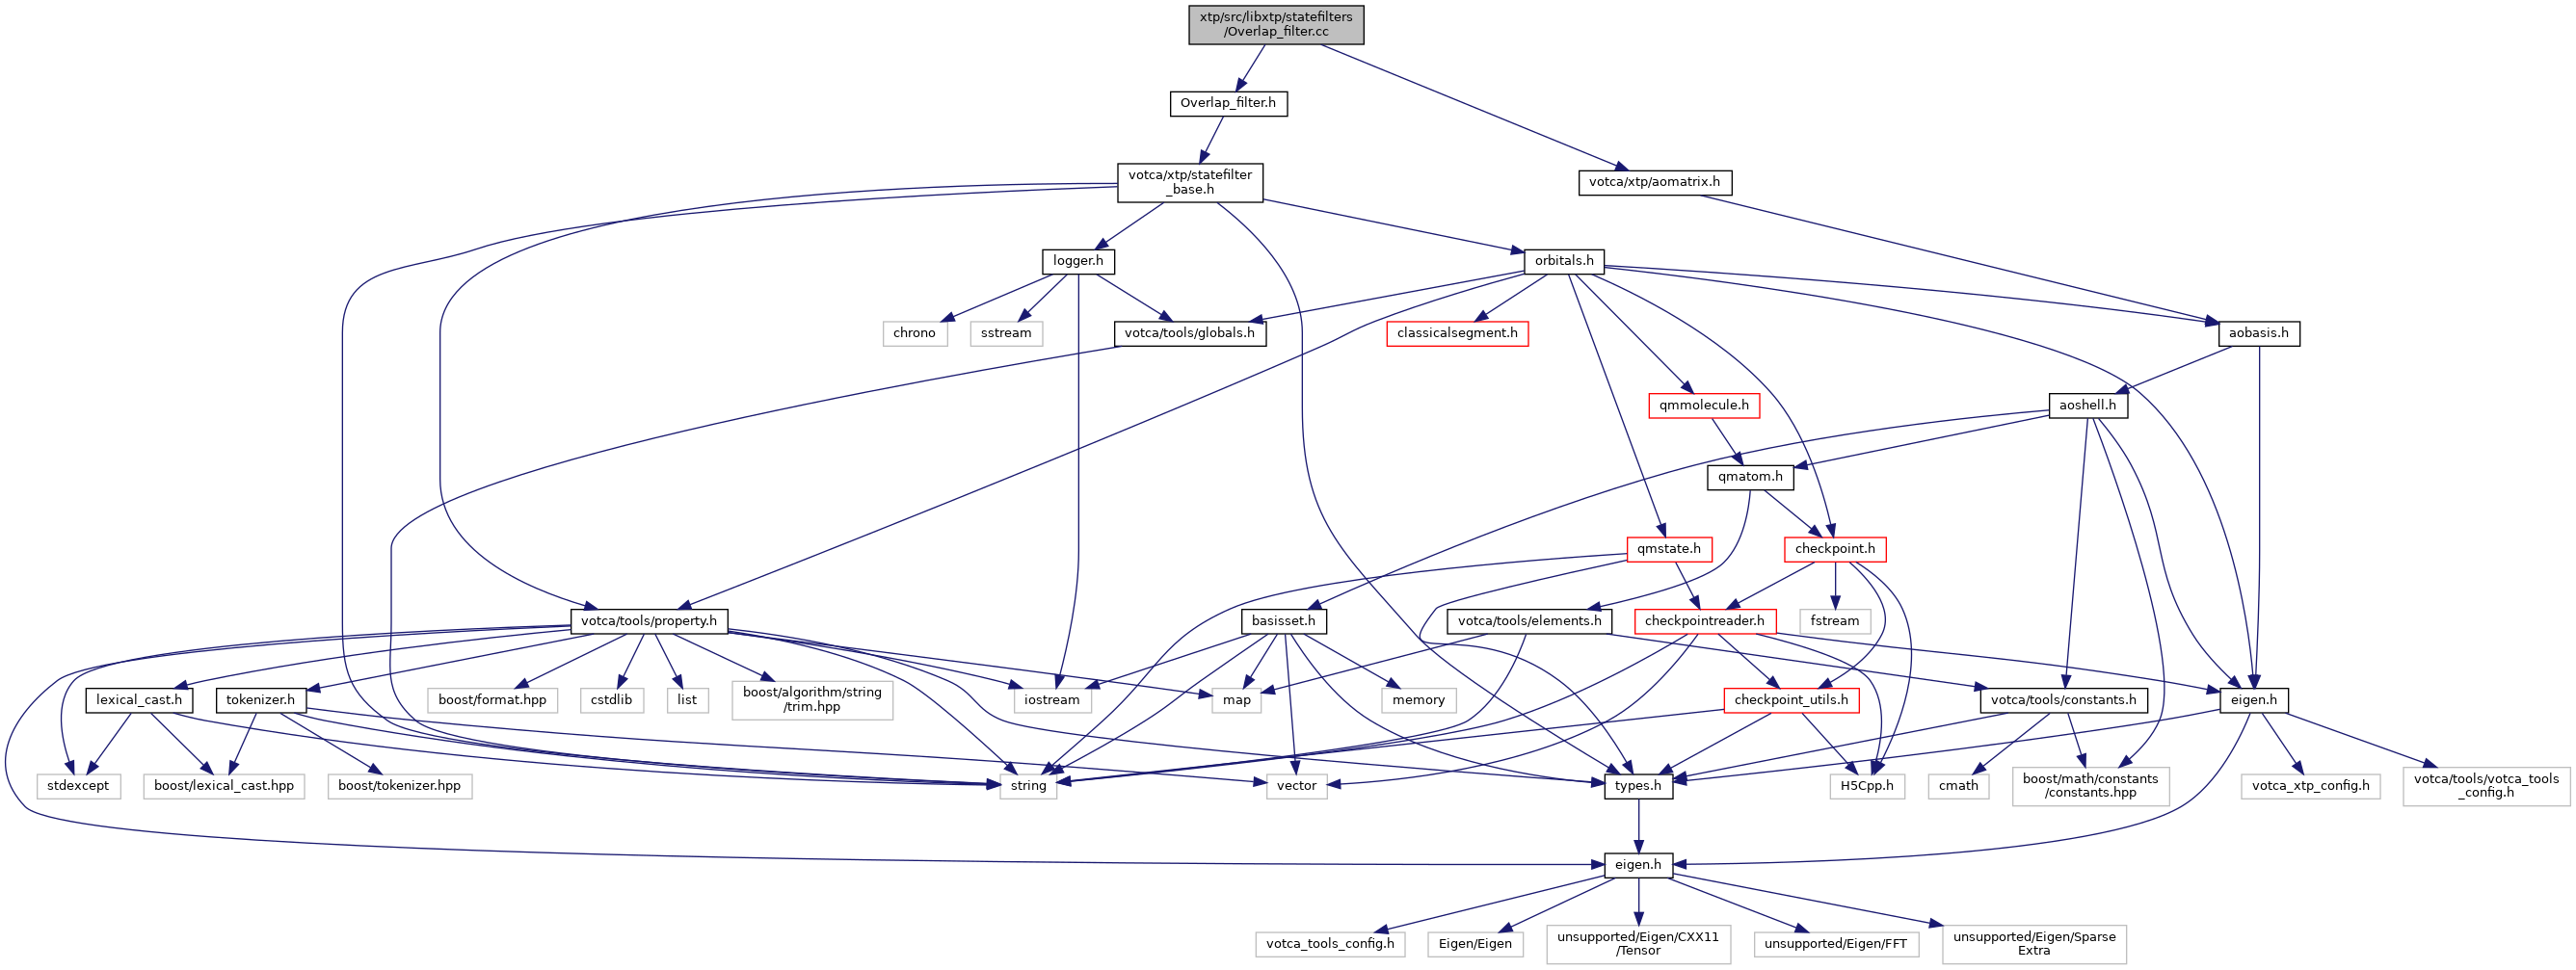 xtp/src/libxtp/statefilters
/Overlap_filter.cc
Overlap_filter.h
votca/xtp/statefilter
_base.h
votca/xtp/aomatrix.h
logger.h
orbitals.h
chrono
sstream
votca/tools/globals.h
classicalsegment.h
aobasis.h
qmmolecule.h
aoshell.h
qmatom.h
qmstate.h
checkpoint.h
votca/tools/property.h
basisset.h
votca/tools/elements.h
checkpointreader.h
fstream
lexical_cast.h
tokenizer.h
boost/format.hpp
cstdlib
list
boost/algorithm/string
/trim.hpp
iostream
map
memory
checkpoint_utils.h
votca/tools/constants.h
eigen.h
stdexcept
boost/lexical_cast.hpp
boost/tokenizer.hpp
string
vector
types.h
H5Cpp.h
cmath
boost/math/constants
/constants.hpp
votca_xtp_config.h
votca/tools/votca_tools
_config.h
eigen.h
votca_tools_config.h
Eigen/Eigen
unsupported/Eigen/CXX11
/Tensor
unsupported/Eigen/FFT
unsupported/Eigen/Sparse
Extra